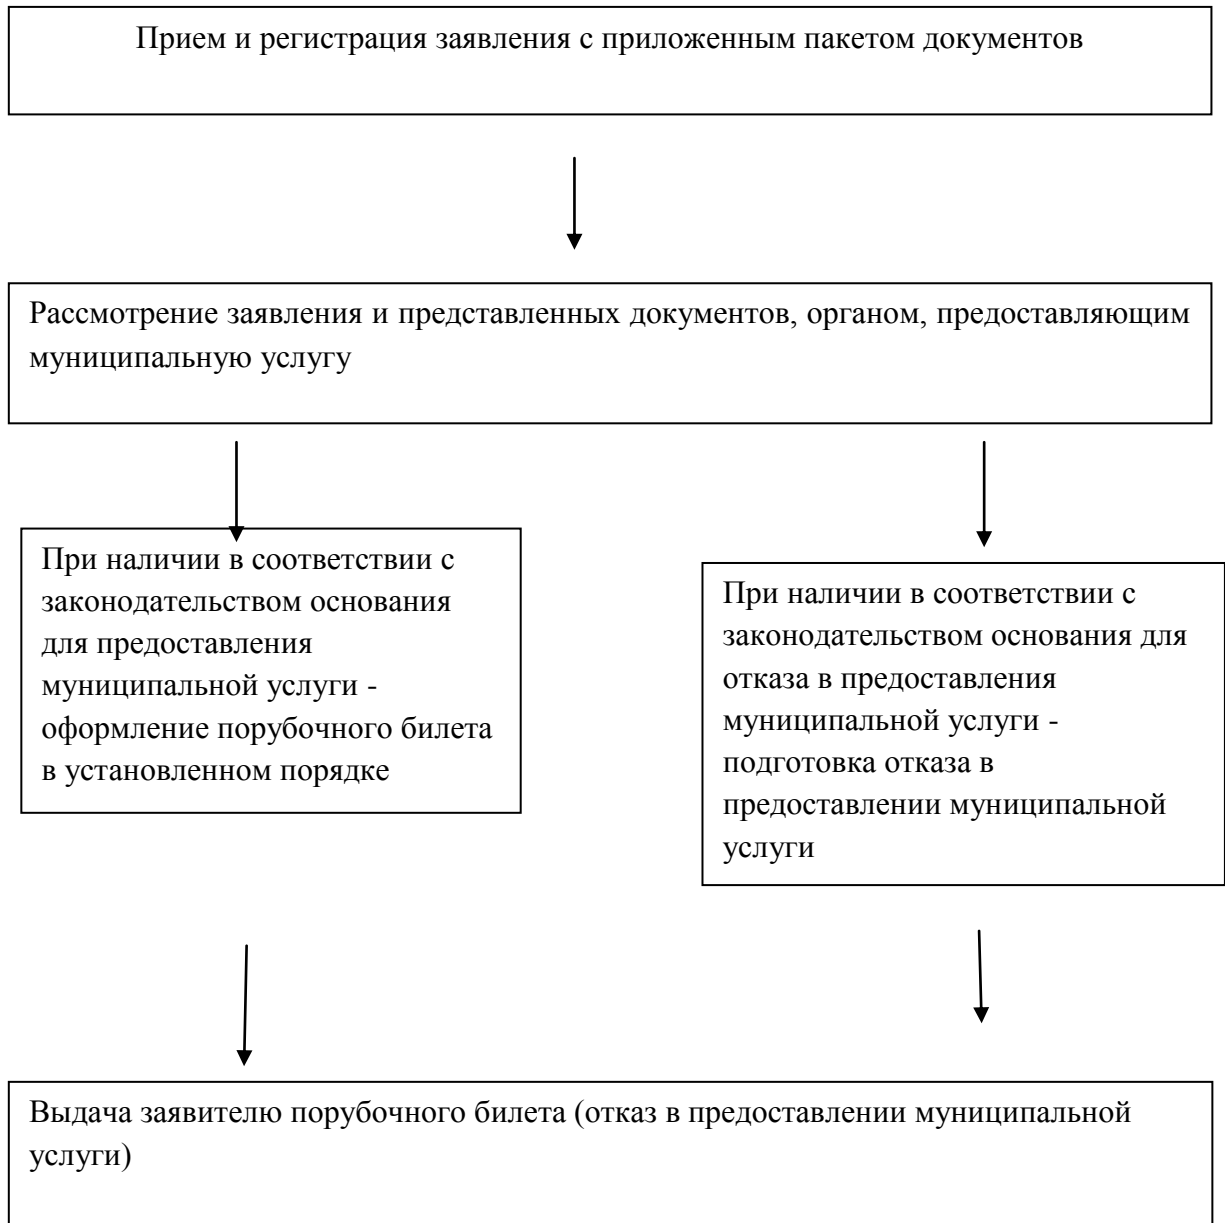 Прием и регистрация заявления с приложенным пакетом документов
Рассмотрение заявления и представленных документов, органом, предоставляющим
муниципальную услугу
При наличии в соответствии с
законодательством основания
для предоставления
муниципальной услуги -
оформление порубочного билета
в установленном порядке
При наличии в соответствии с
законодательством основания для
отказа в предоставления
муниципальной услуги -
подготовка отказа в
предоставлении муниципальной
услуги
Выдача заявителю порубочного билета (отказ в предоставлении муниципальной
услуги)